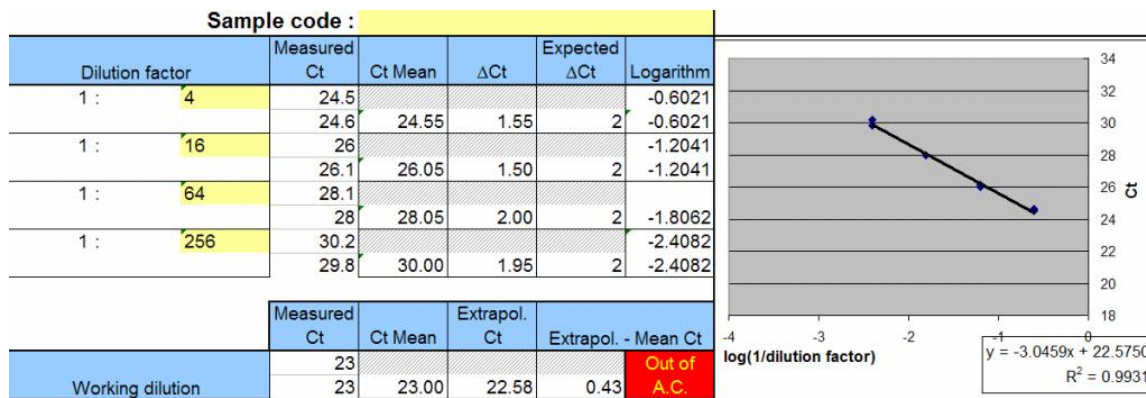 Sample code :
Dilution factor Measured Ct Ct Mean ΔCt Expected ΔCt Logarithm
1 : 4 24.5 -0.6021
24.6 24.55 1.55 2 -0.6021
1 : 16 26 -1.2041
26.1 26.05 1.50 2 -1.2041
1 : 64 28.1
28 28.05 2.00 2 -1.8062
1 : 256 30.2 -2.4082
29.8 30.00 1.95 2 -2.4082
Measured Ct Ct Mean Extrapol. Ct Extrapol. - Mean Ct
23 Out of
Working dilution 23 23.00 22.58 0.43 A.C.
34
32
30
28
26
24
22
20
18
Ct
-4 -3 -2 -1 0
log(1/dilution factor)
y = -3.0459x + 22.5750
R² = 0.9931